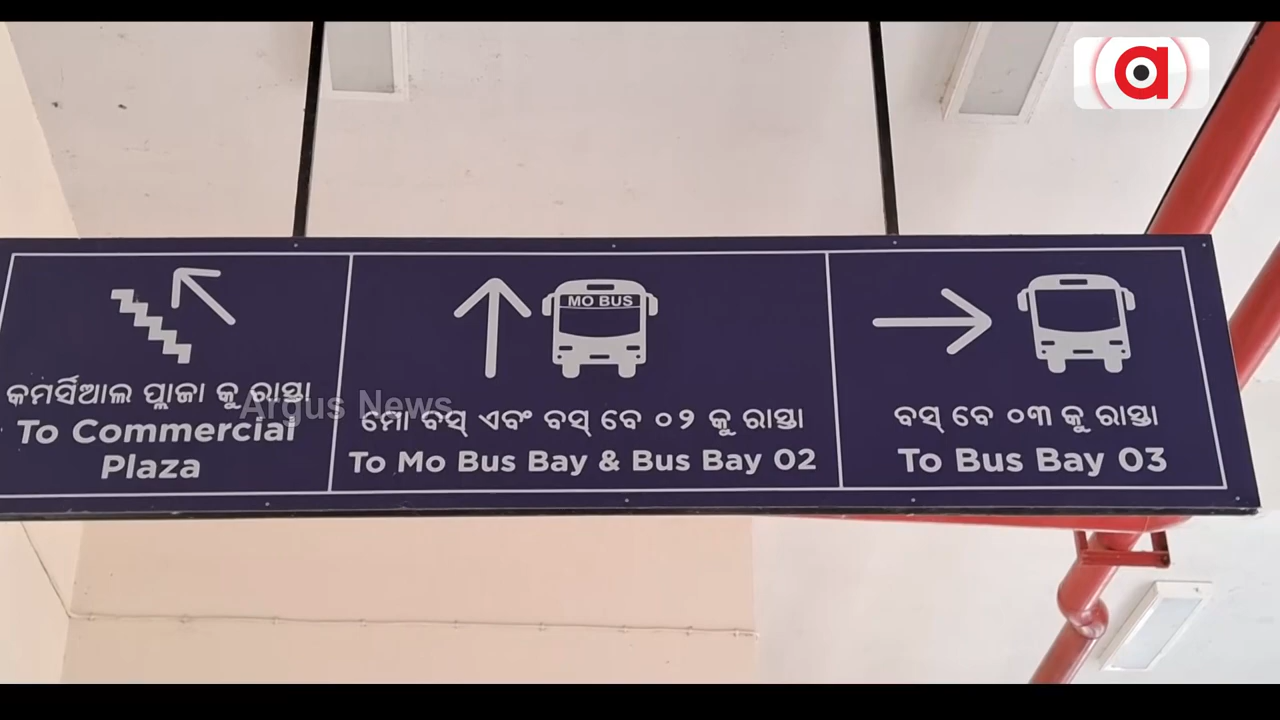 କମର୍ସିଆଲ ପ୍ଲାଜା କୁ ରାସ୍ତା
To Commercial
Plaza
MO BUS
ମୋ ବସ୍ ଏବଂ ବସ୍ ବେ ୦୨ କୁ ରାସ୍ତା
To Mo Bus Bay & Bus Bay 02
ବସ୍ ବେ ୦୩ କୁ ରାସ୍ତା
To Bus Bay 03
Argus News
a